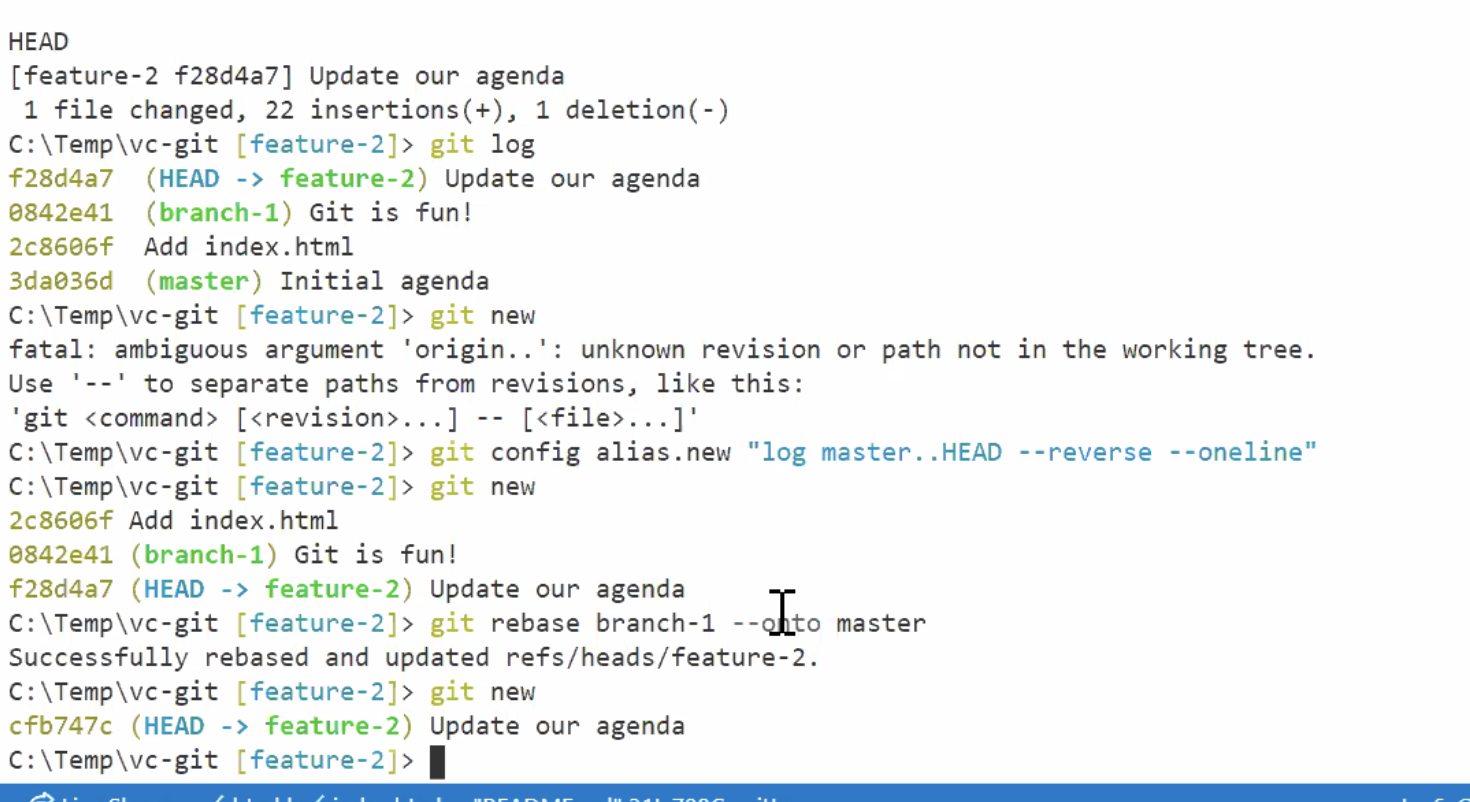 HEAD
[feature-2 f28d4a7] Update our agenda
 1 file changed, 22 insertions(+), 1 deletion(-)
C:\Temp\vc-git [feature-2]> git log
f28d4a7  (HEAD -> feature-2) Update our agenda
0842e41  (branch-1) Git is fun!
2c8606f  Add index.html
3da036d  (master) Initial agenda
C:\Temp\vc-git [feature-2]> git new
fatal: ambiguous argument 'origin..': unknown revision or path not in the working tree.
Use '--' to separate paths from revisions, like this:
'git <command> [<revision>...] -- [<file>...]'
C:\Temp\vc-git [feature-2]> git config alias.new "log master..HEAD --reverse --oneline"
C:\Temp\vc-git [feature-2]> git new
2c8606f Add index.html
0842e41 (branch-1) Git is fun!
f28d4a7 (HEAD -> feature-2) Update our agenda
C:\Temp\vc-git [feature-2]> git rebase branch-1 --onto master
Successfully rebased and updated refs/heads/feature-2.
C:\Temp\vc-git [feature-2]> git new
cfb747c (HEAD -> feature-2) Update our agenda
C:\Temp\vc-git [feature-2]>